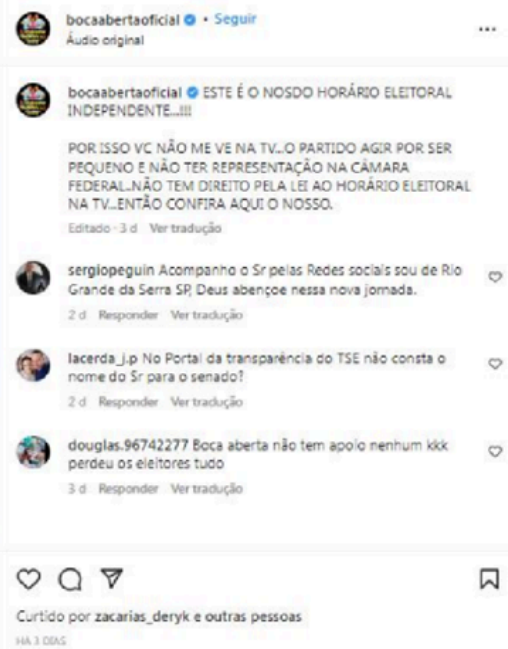 bocaabertaoficial • Seguir
Áudio original
bocaabertaoficial ESTE É O NOSDO HORÁRIO ELEITORAL
INDEPENDENTE...!!!
POR ISSO VC NÃO ME VE NA TV...O PARTIDO AGIR POR SER
PEQUENO E NÃO TER REPRESENTAÇÃO NA CÂMARA
FEDERAL..NÃO TEM DIREITO PELA LEI AO HORÁRIO ELEITORAL
NA TV...ENTÃO CONFIRA AQUI O NOSSO.
Editado · 3 d Ver tradução
sergiopeguin Acompanho o Sr pelas Redes sociais sou de Rio
Grande da Serra SP, Deus abençoe nessa nova jornada.
2 d Responder Ver tradução
lacerda_j.p No Portal da transparência do TSE não consta o
nome do Sr para o senado?
2 d Responder Ver tradução
douglas.96742277 Boca aberta não tem apoio nenhum kkk
perdeu os eleitores tudo
3 d Responder Ver tradução
Curtido por zacarias_deryk e outras pessoas
HÁ 3 DIAS